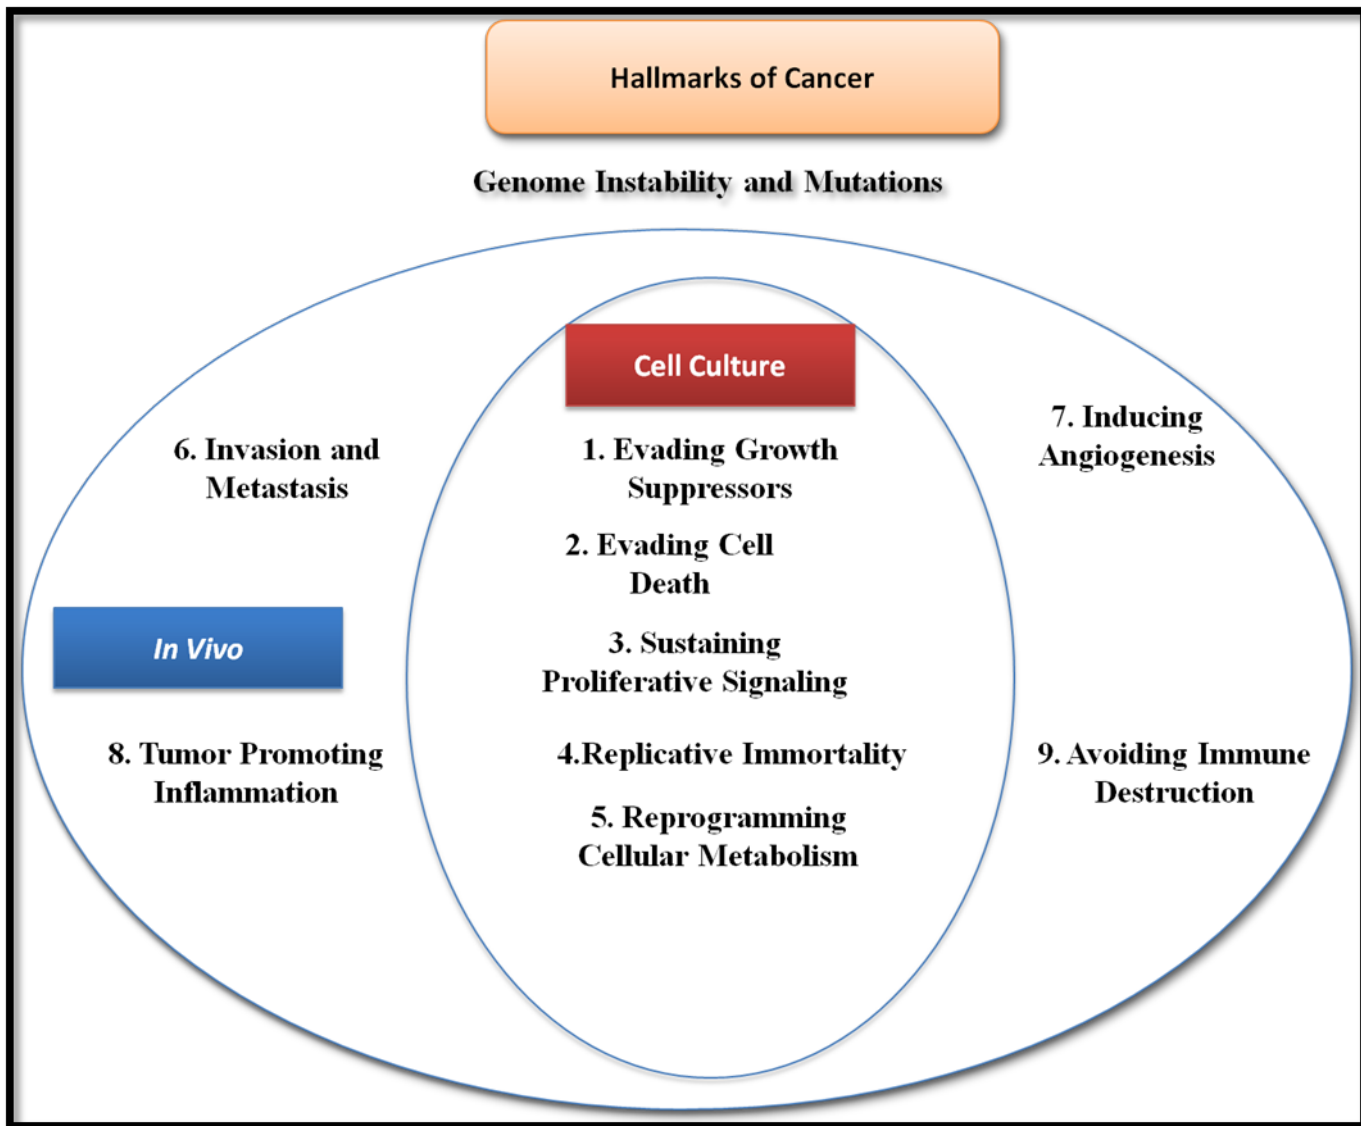 Hallmarks of Cancer
Genome Instability and Mutations
Cell Culture
1. Evading Growth
Suppressors
2. Evading Cell
Death
3. Sustaining
Proliferative Signaling
4.Replicative Immortality
5. Reprogramming
Cellular Metabolism
6. Invasion and
Metastasis
7. Inducing
Angiogenesis
In Vivo
8. Tumor Promoting
Inflammation
9. Avoiding Immune
Destruction